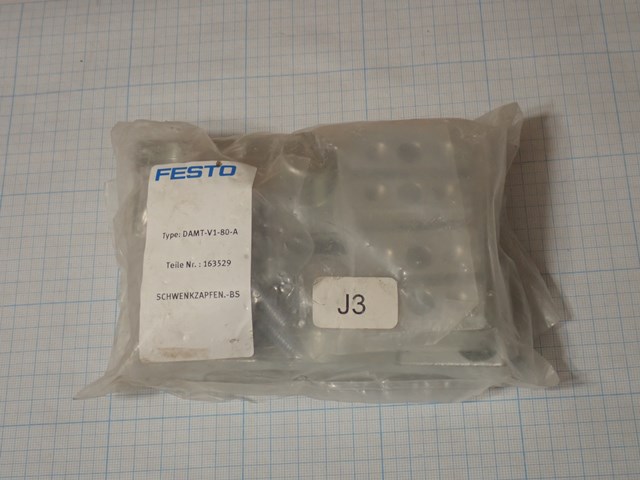 FESTO
Type: DAMT-V1-80-A
Teile Nr.: 163529
SCHWENKZAPFEN.-BS
J3